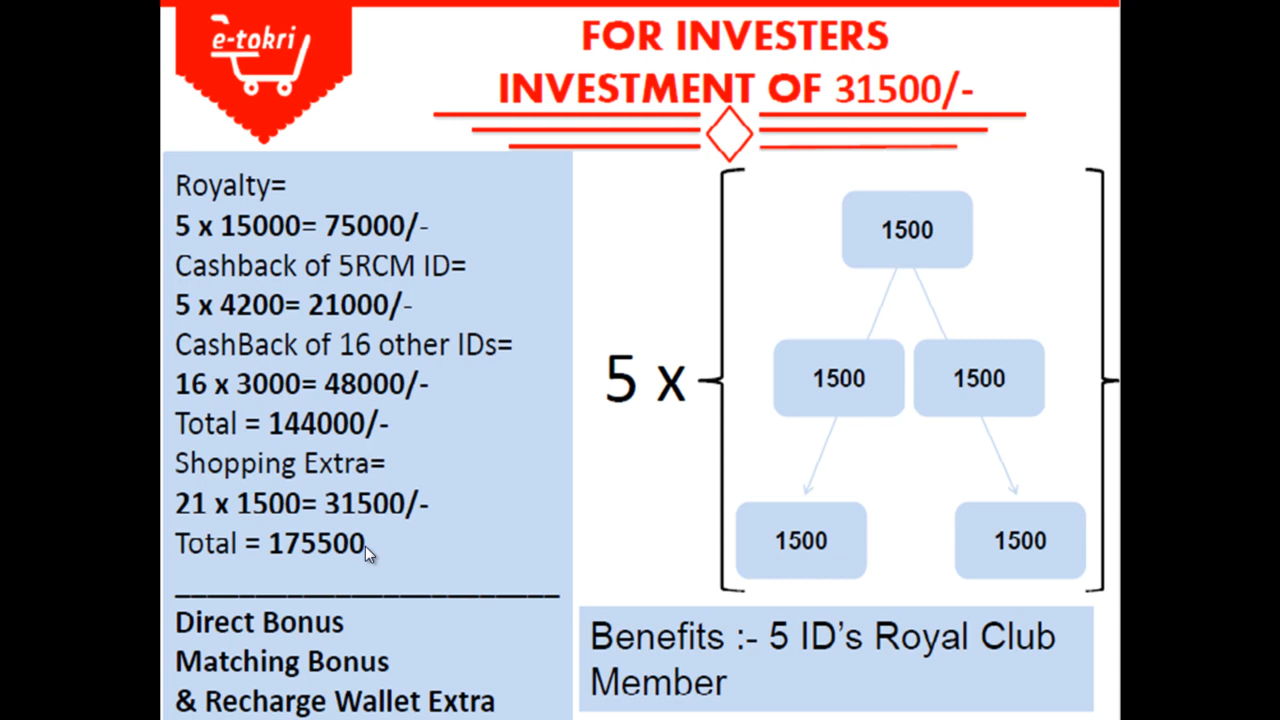 e-tokri
FOR INVESTERS
INVESTMENT OF 31500/-
Royalty=
5 x 15000= 75000/-
Cashback of 5RCM ID=
5 x 4200= 21000/-
CashBack of 16 other IDs=
16 x 3000= 48000/-
Total = 144000/-
Shopping Extra=
21 x 1500= 31500/-
Total = 175500
Direct Bonus
Matching Bonus
& Recharge Wallet Extra
5 x
1500
1500
1500
1500
1500
Benefits :- 5 ID’s Royal Club
Member